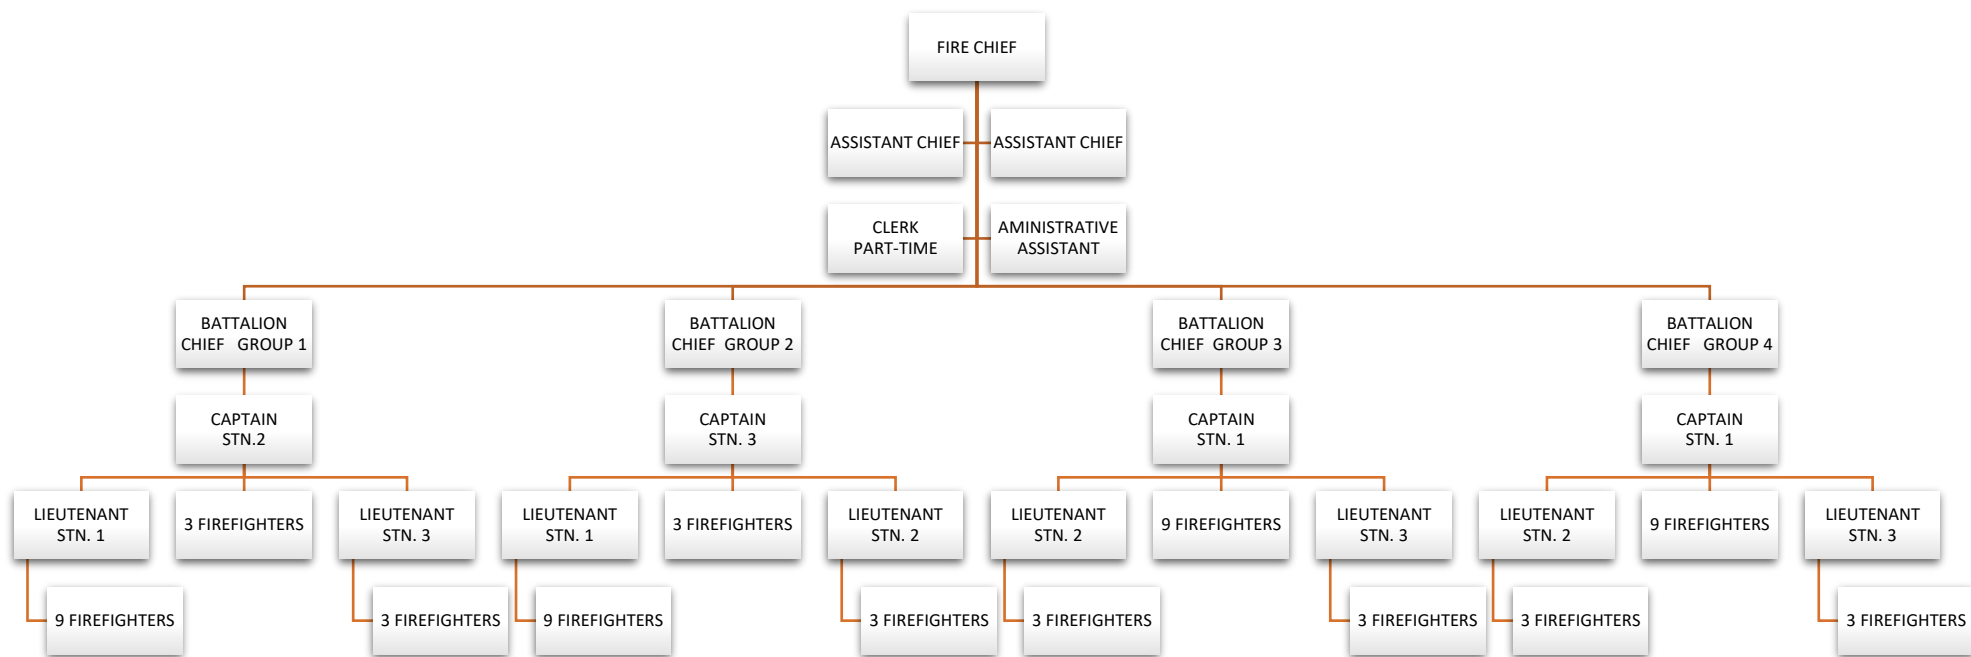 FIRE CHIEF
ASSISTANT CHIEF
ASSISTANT CHIEF
CLERK
PART-TIME
AMINISTRATIVE
ASSISTANT
BATTALION
CHIEF GROUP 1
BATTALION
CHIEF GROUP 2
BATTALION
CHIEF GROUP 3
BATTALION
CHIEF GROUP 4
CAPTAIN
STN.2
CAPTAIN
STN. 3
CAPTAIN
STN. 1
CAPTAIN
STN. 1
LIEUTENANT
STN. 1
3 FIREFIGHTERS
LIEUTENANT
STN. 3
LIEUTENANT
STN. 1
3 FIREFIGHTERS
LIEUTENANT
STN. 2
LIEUTENANT
STN. 2
9 FIREFIGHTERS
LIEUTENANT
STN. 3
LIEUTENANT
STN. 2
9 FIREFIGHTERS
LIEUTENANT
STN. 3
9 FIREFIGHTERS
3 FIREFIGHTERS
9 FIREFIGHTERS
3 FIREFIGHTERS
3 FIREFIGHTERS
3 FIREFIGHTERS
3 FIREFIGHTERS
3 FIREFIGHTERS